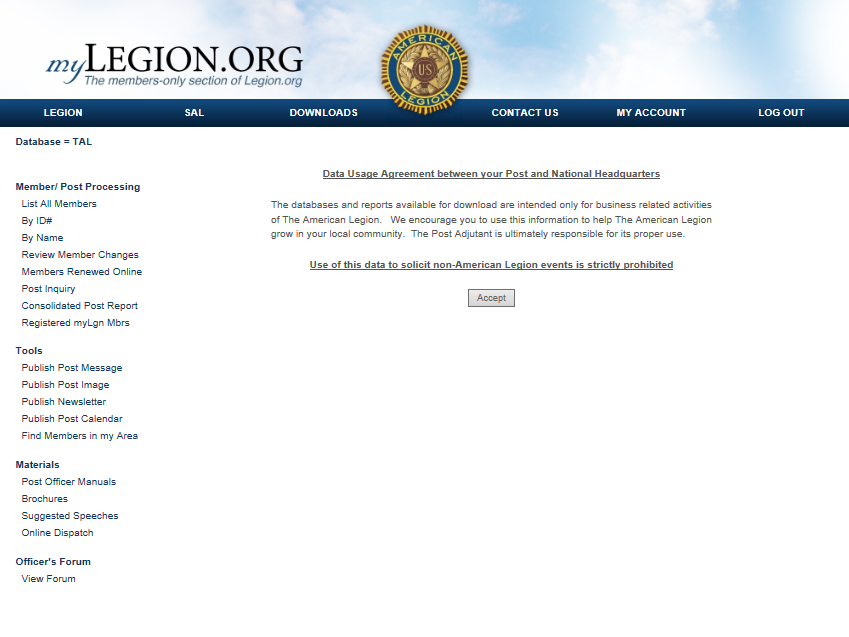 myLEGION.ORG
The members-only section of Legion.org
AMERICAN
US
LEGION
LEGION SAL DOWNLOADS CONTACT US MY ACCOUNT LOG OUT
Database = TAL
Member/ Post Processing
List All Members
By ID#
By Name
Review Member Changes
Members Renewed Online
Post Inquiry
Consolidated Post Report
Registered myLgn Mbrs
Tools
Publish Post Message
Publish Post Image
Publish Newsletter
Publish Post Calendar
Find Members in my Area
Materials
Post Officer Manuals
Brochures
Suggested Speeches
Online Dispatch
Officer's Forum
View Forum
Data Usage Agreement between your Post and National Headquarters
The databases and reports available for download are intended only for business related activities
of The American Legion. We encourage you to use this information to help The American Legion
grow in your local community. The Post Adjutant is ultimately responsible for its proper use.
Use of this data to solicit non-American Legion events is strictly prohibited
Accept